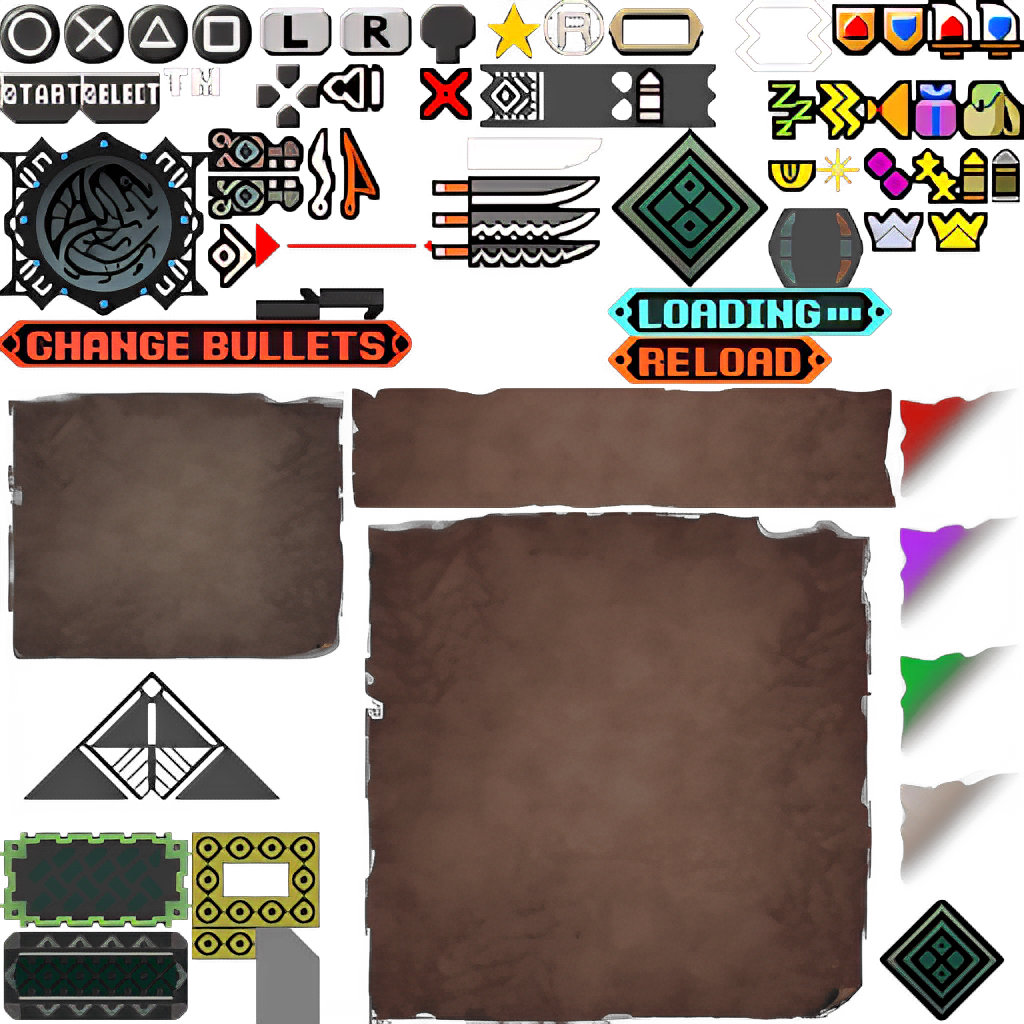 L R
®
START SELECT
TM
LOADING...
CHANGE BULLETS
RELOAD